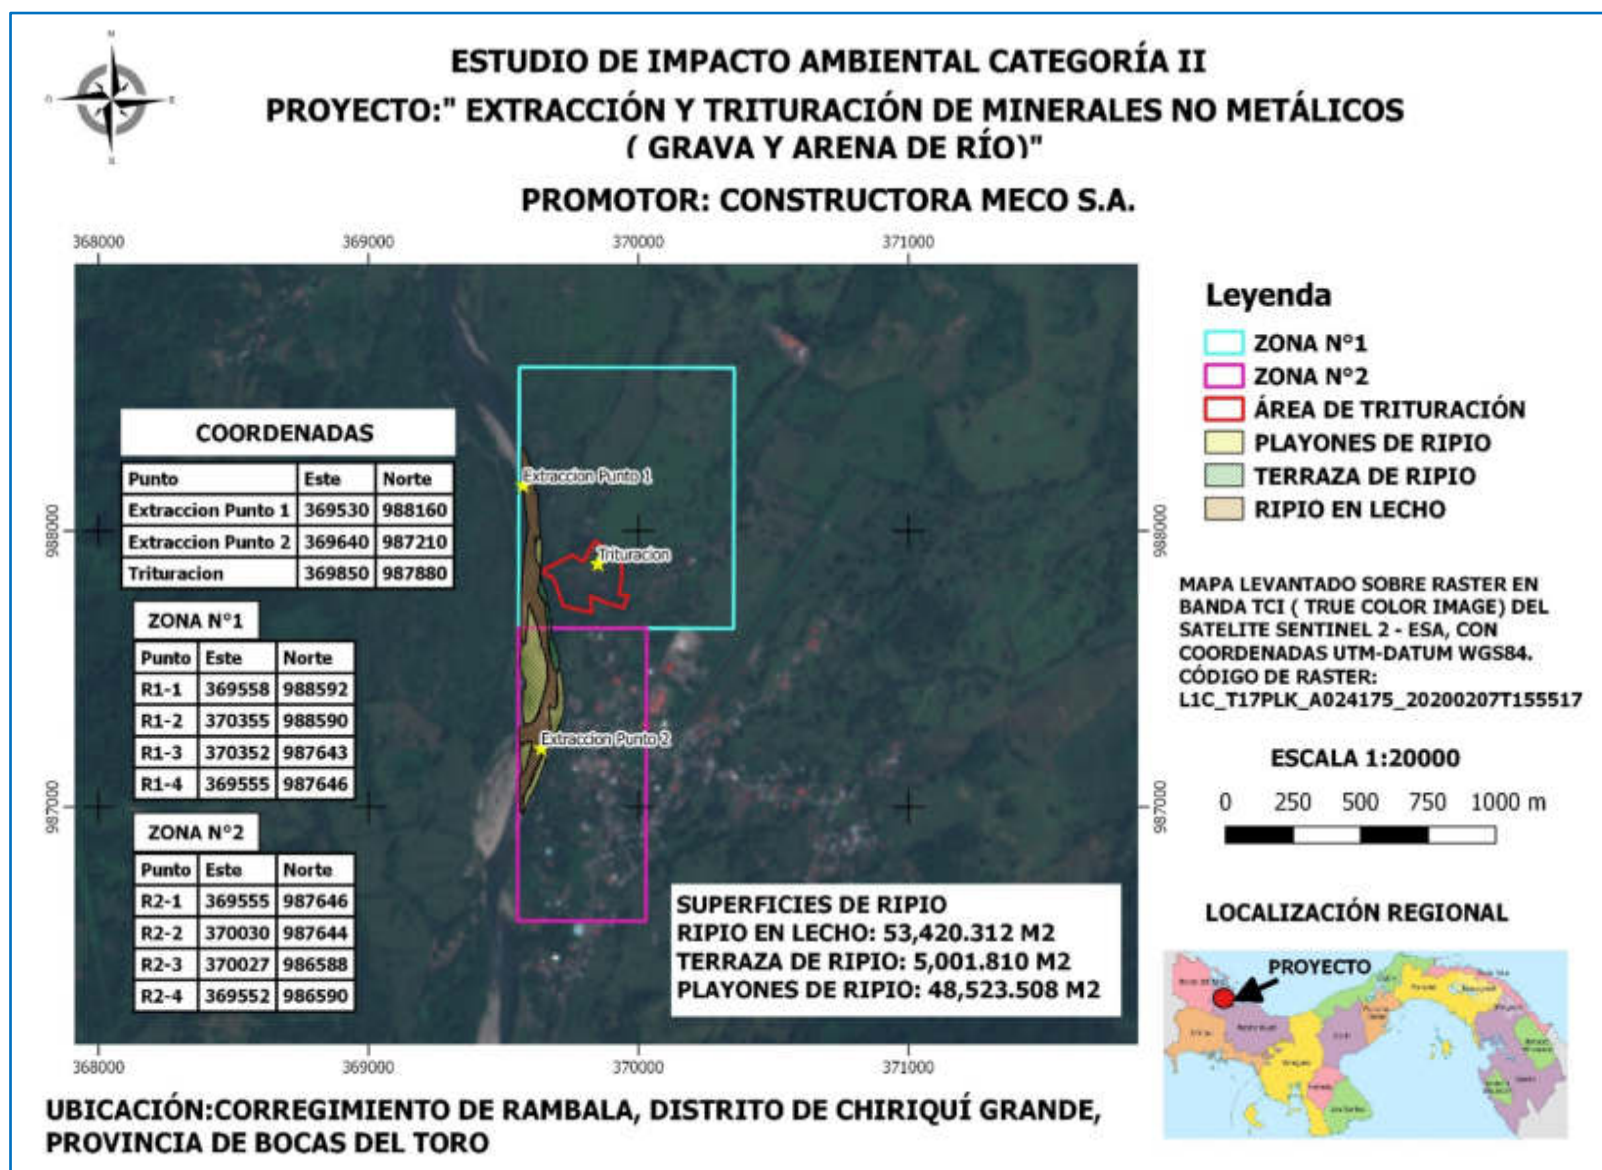 N
O
E
S
ESTUDIO DE IMPACTO AMBIENTAL CATEGORÍA II
PROYECTO:" EXTRACCIÓN Y TRITURACIÓN DE MINERALES NO METÁLICOS
( GRAVA Y ARENA DE RÍO)"
PROMOTOR: CONSTRUCTORA MECO S.A.
368000 369000 370000 371000
988000
987000
988000
987000
Extraccion Punto 1
Trituracion
Extraccion Punto 2
COORDENADAS
Punto Este Norte
Extraccion Punto 1 369530 988160
Extraccion Punto 2 369640 987210
Trituracion 369850 987880
ZONA N°1
Punto Este Norte
R1-1 369558 988592
R1-2 370355 988590
R1-3 370352 987643
R1-4 369555 987646
ZONA N°2
Punto Este Norte
R2-1 369555 987646
R2-2 370030 987644
R2-3 370027 986588
R2-4 369552 986590
SUPERFICIES DE RIPIO
RIPIO EN LECHO: 53,420.312 M2
TERRAZA DE RIPIO: 5,001.810 M2
PLAYONES DE RIPIO: 48,523.508 M2
368000 369000 370000 371000
Leyenda
ZONA N°1
ZONA N°2
ÁREA DE TRITURACIÓN
PLAYONES DE RIPIO
TERRAZA DE RIPIO
RIPIO EN LECHO
MAPA LEVANTADO SOBRE RASTER EN
BANDA TCI ( TRUE COLOR IMAGE) DEL
SATELITE SENTINEL 2 - ESA, CON
COORDENADAS UTM-DATUM WGS84.
CÓDIGO DE RASTER:
L1C_T17PLK_A024175_20200207T155517
ESCALA 1:20000
0 250 500 750 1000 m
LOCALIZACIÓN REGIONAL
PROYECTO
UBICACIÓN:CORREGIMIENTO DE RAMBALA, DISTRITO DE CHIRIQUÍ GRANDE,
PROVINCIA DE BOCAS DEL TORO